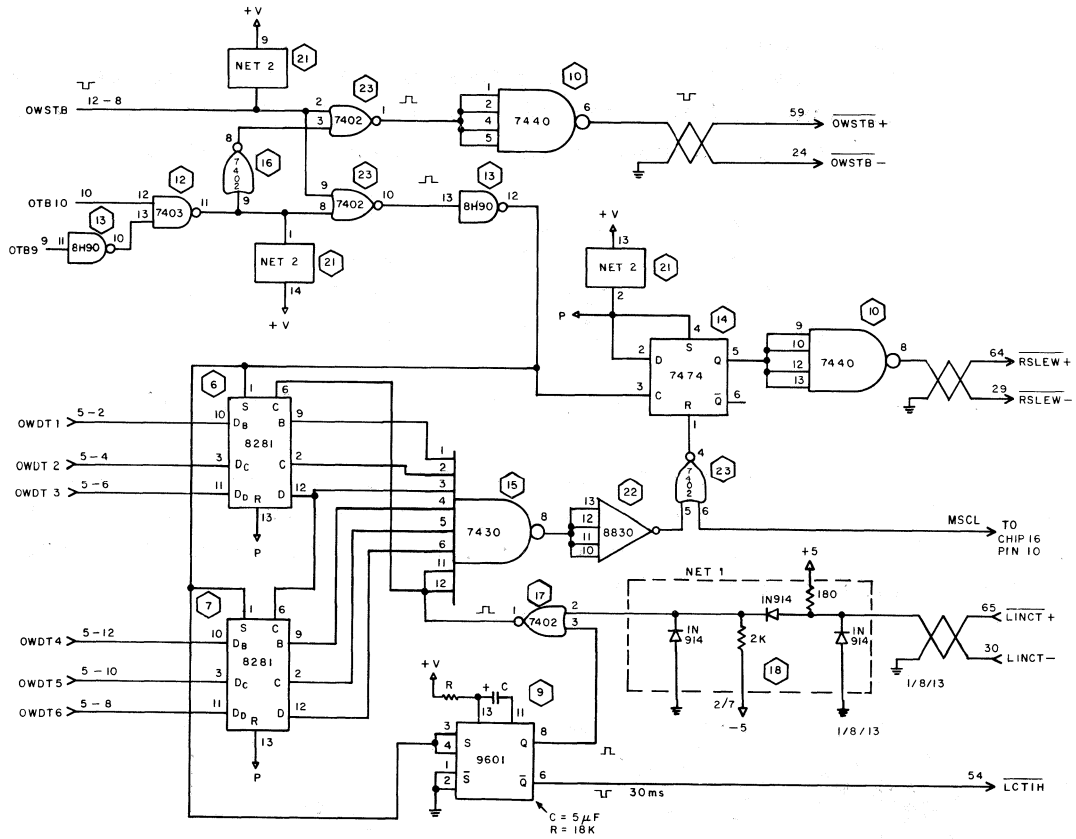 +V
9
NET 2
21
OWSTB
12-8
2
3
7402
23
1
1
2
4
5
7440
10
6
59
OWSTB+
24
OWSTB-
8
7402
16
9
12
OTB10
10
12
13
7403
11
13
OTB9
9
11
8H90
10
9
8
7402
23
10
13
8H90
13
12
1
NET 2
21
14
+V
+V
13
NET 2
21
2
P
4
14
2
D
S
Q
5
7474
3
C
Q
6
R
1
9
10
12
13
7440
10
8
64
RSLEW+
29
RSLEW-
6
1
6
S
C
OWDT1
5-2
10
DB
B
9
8281
OWDT 2
5-4
3
DC
C
2
OWDT 3
5-6
11
DD
R
D
12
13
P
1
2
3
4
5
6
11
12
7430
15
8
13
12
11
10
8830
22
4
7402
23
5
6
MSCL
TO
CHIP16
PIN 10
7
1
6
S
C
OWDT4
5-12
10
DB
B
9
8281
OWDT5
5-10
3
DC
C
2
OWDT6
5-8
11
DD
R
D
12
13
P
17
1
7402
2
3
NET 1
+5
180
1N914
1N
914
2K
1N
914
18
2/7
-5
1/8/13
1/8/13
65
LINCT+
30
LINCT-
+V
R
+
C
9
13
11
3
4
S
Q
8
9601
1
2
S
Q
6
30ms
54
LCTIH
C = 5μF
R = 18K